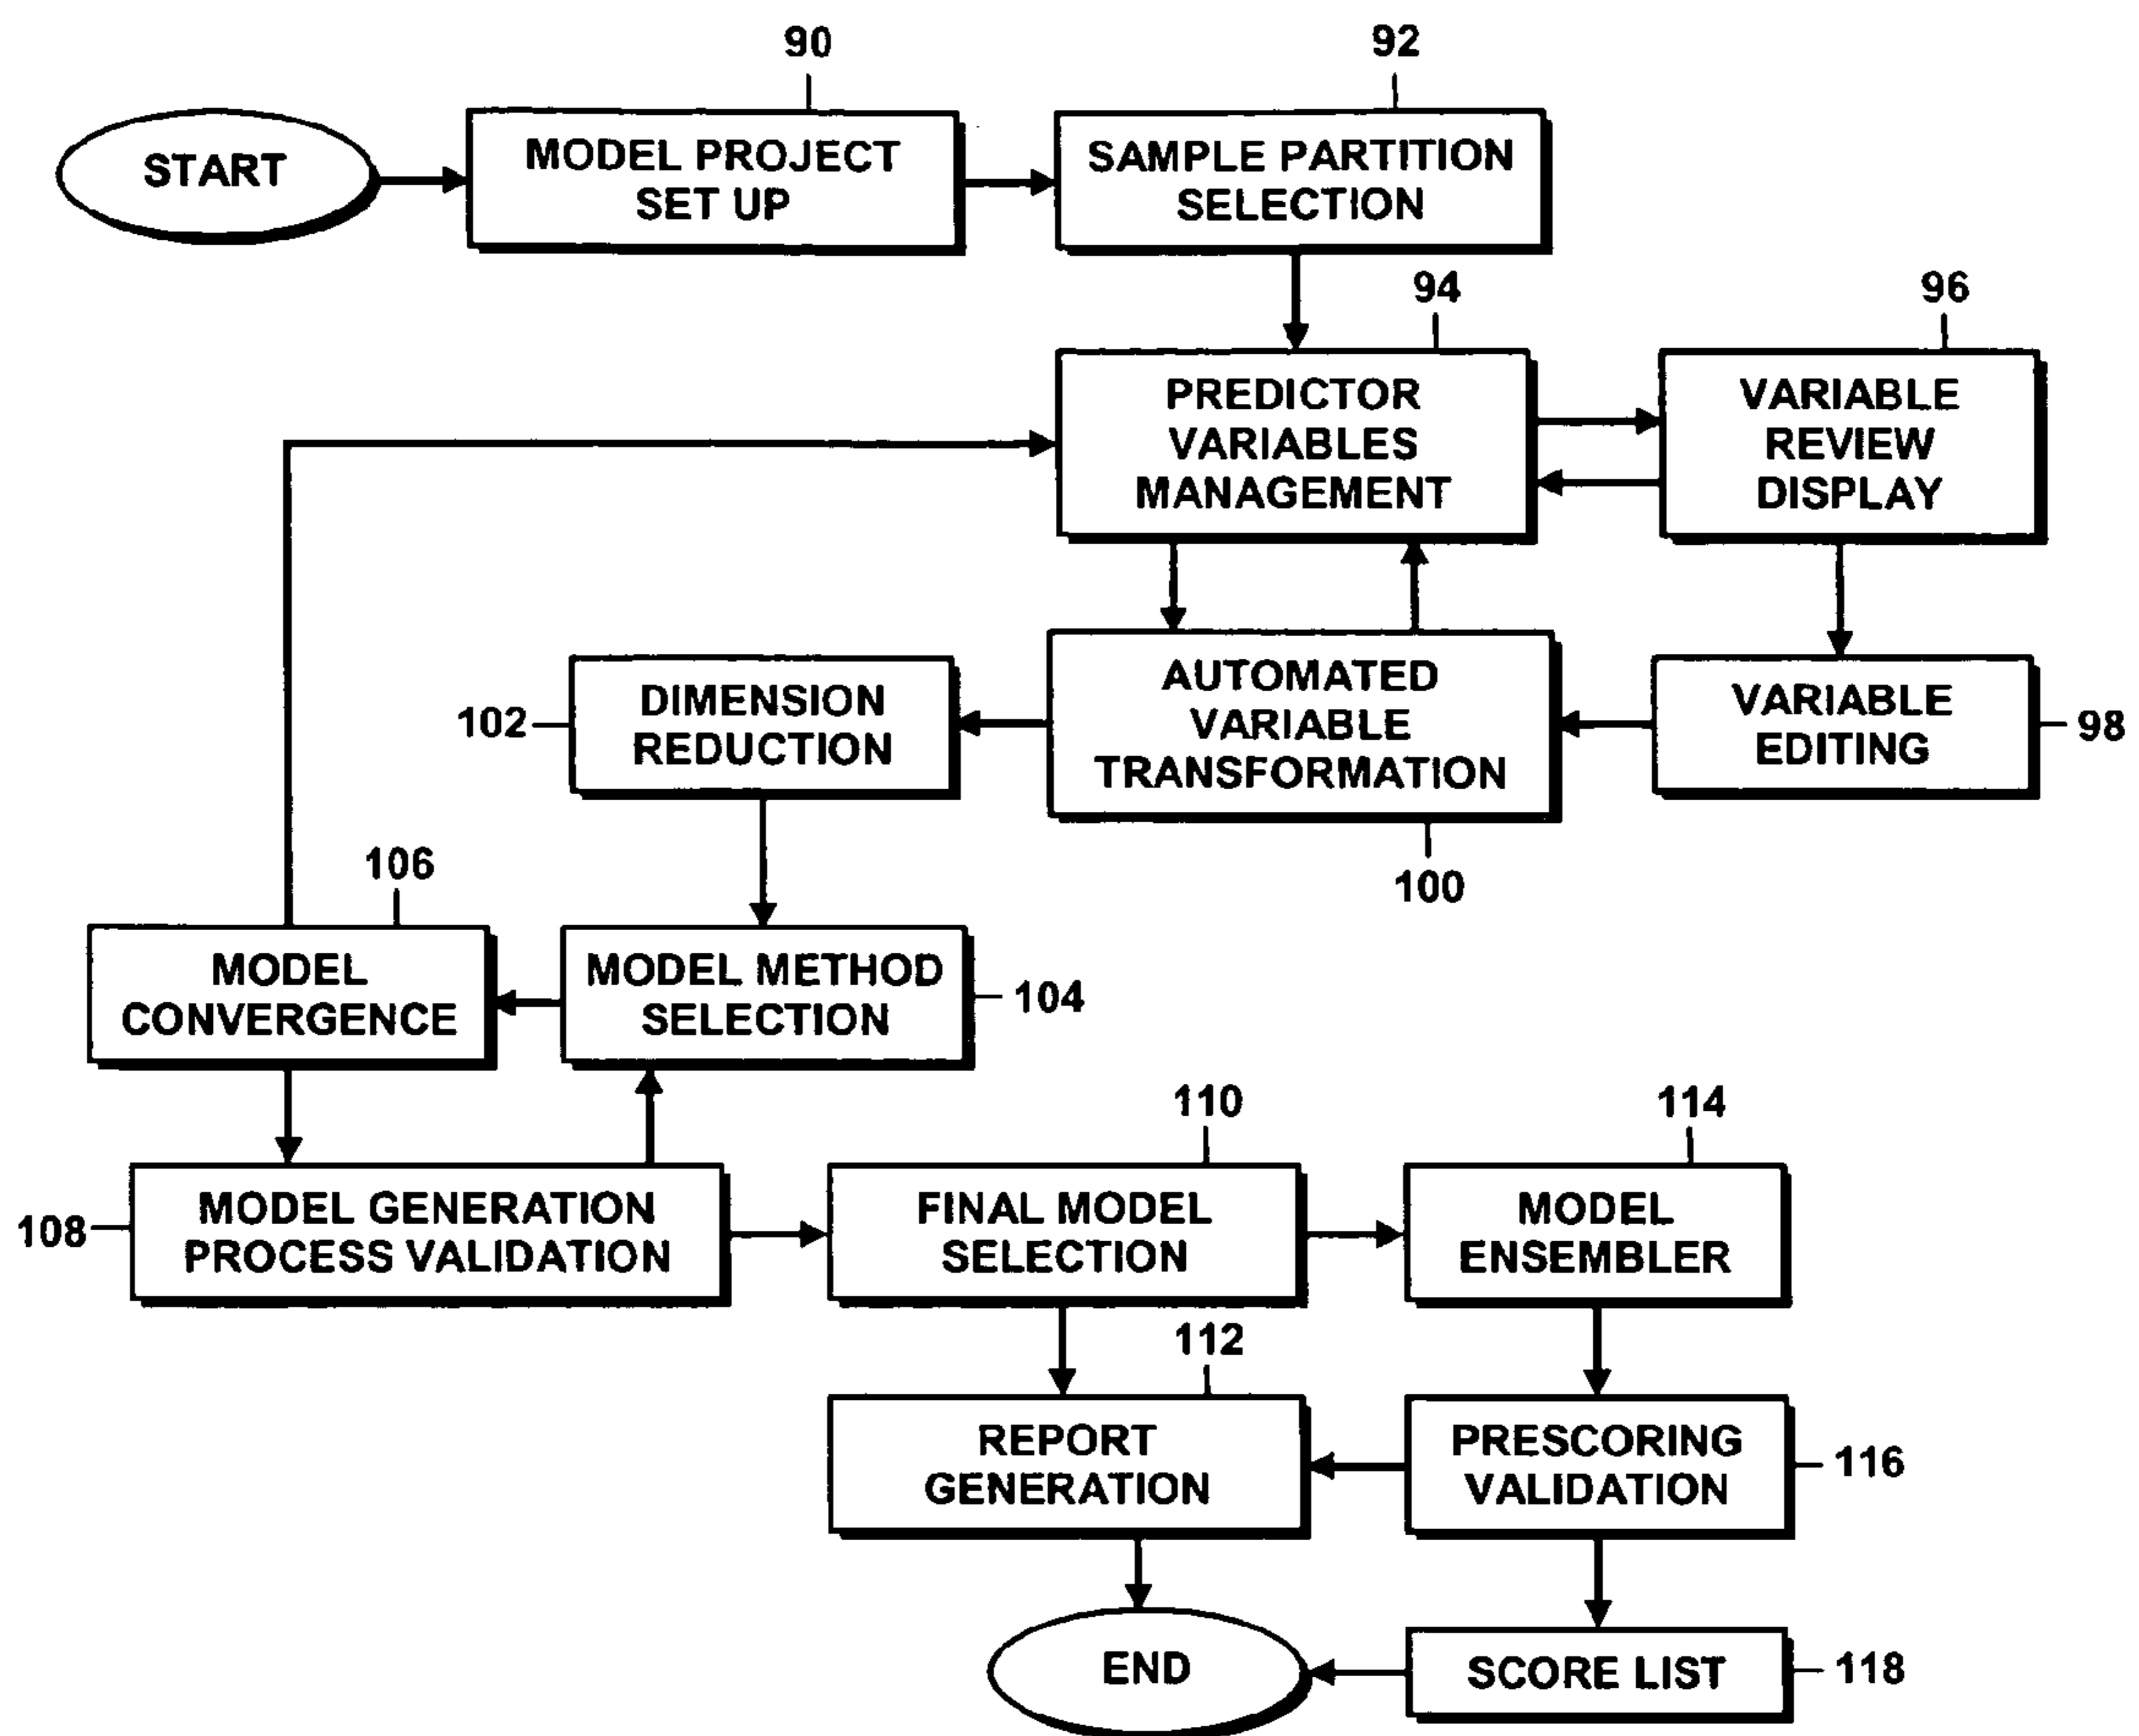 90
92
START
MODEL PROJECT
SET UP
SAMPLE PARTITION
SELECTION
94
96
PREDICTOR
VARIABLES
MANAGEMENT
VARIABLE
REVIEW
DISPLAY
102
DIMENSION
REDUCTION
AUTOMATED
VARIABLE
TRANSFORMATION
VARIABLE
EDITING
98
100
106
MODEL
CONVERGENCE
MODEL METHOD
SELECTION
104
110
114
108
MODEL GENERATION
PROCESS VALIDATION
FINAL MODEL
SELECTION
MODEL
ENSEMBLER
112
REPORT
GENERATION
PRESCORING
VALIDATION
116
END
SCORE LIST
118